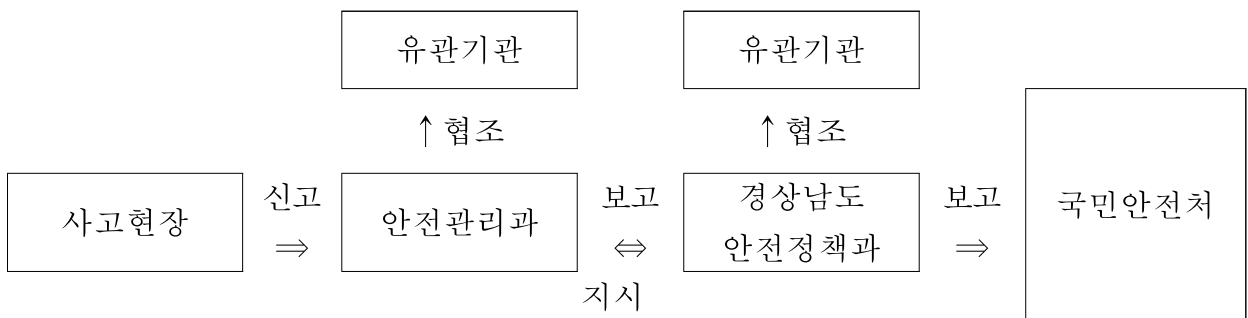 유관기관
유관기관
↑협조
↑협조
사고현장
신고
⇒
안전관리과
보고
⇔
지시
경상남도
안전정책과
보고
⇒
국민안전처